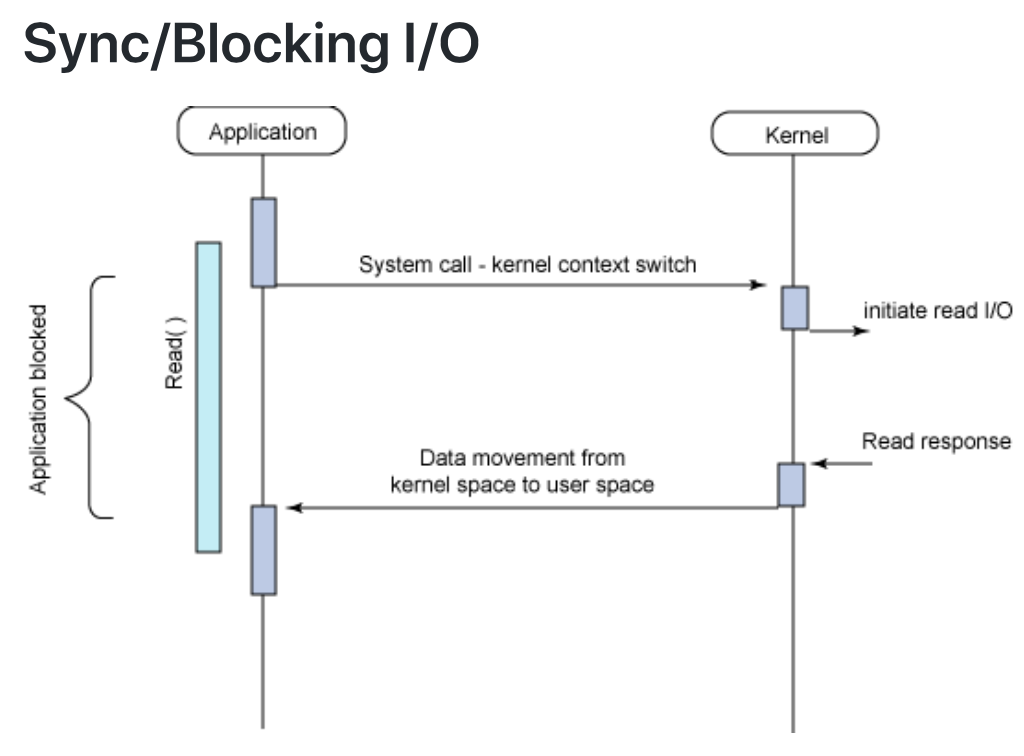 Sync/Blocking I/O
Application
Kernel
System call - kernel context switch
initiate read I/O
Read( )
Application blocked
Read response
Data movement from
kernel space to user space